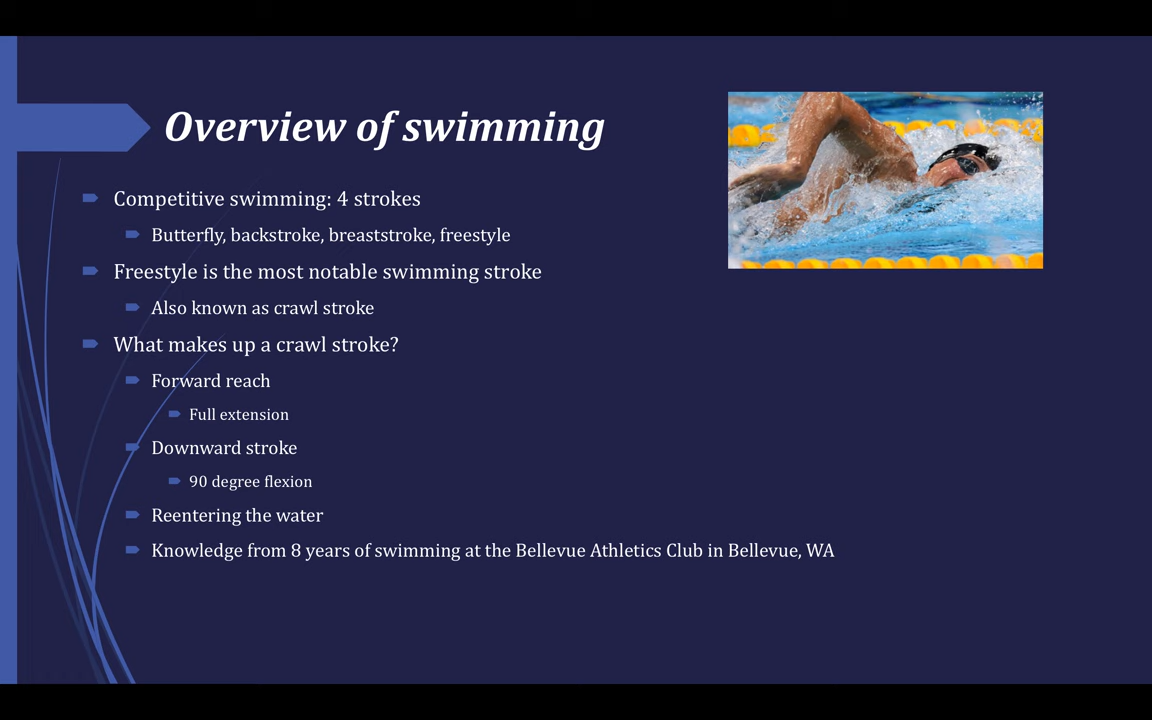 Overview of swimming
Competitive swimming: 4 strokes
Butterfly, backstroke, breaststroke, freestyle
Freestyle is the most notable swimming stroke
Also known as crawl stroke
What makes up a crawl stroke?
Forward reach
Full extension
Downward stroke
90 degree flexion
Reentering the water
Knowledge from 8 years of swimming at the Bellevue Athletics Club in Bellevue, WA